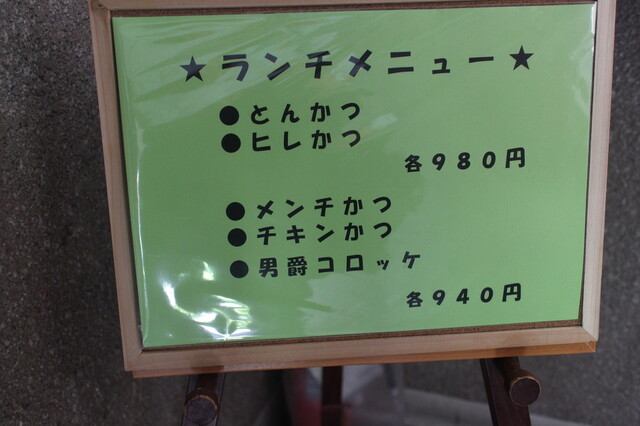 ★ランチメニュー★
●とんかつ
●ヒレかつ
各980円
●メンチかつ
●チキンかつ
●男爵コロッケ
各940円